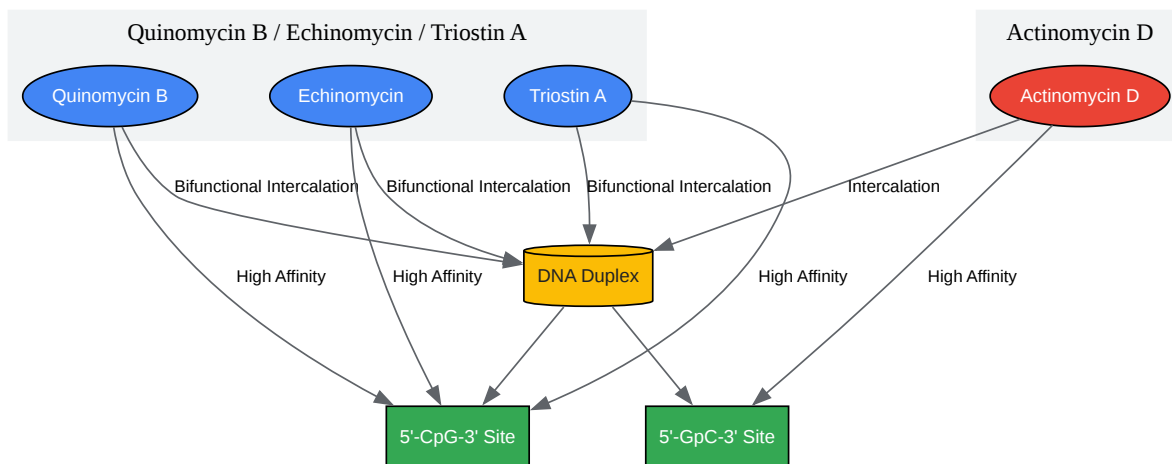 Quinomycin B / Echinomycin / Triostin A
Actinomycin D
Quinomycin B
Echinomycin
Triostin A
Actinomycin D
Bifunctional Intercalation
Bifunctional Intercalation
Bifunctional Intercalation
Intercalation
High Affinity
High Affinity
DNA Duplex
High Affinity
High Affinity
5'-CpG-3' Site
5'-GpC-3' Site